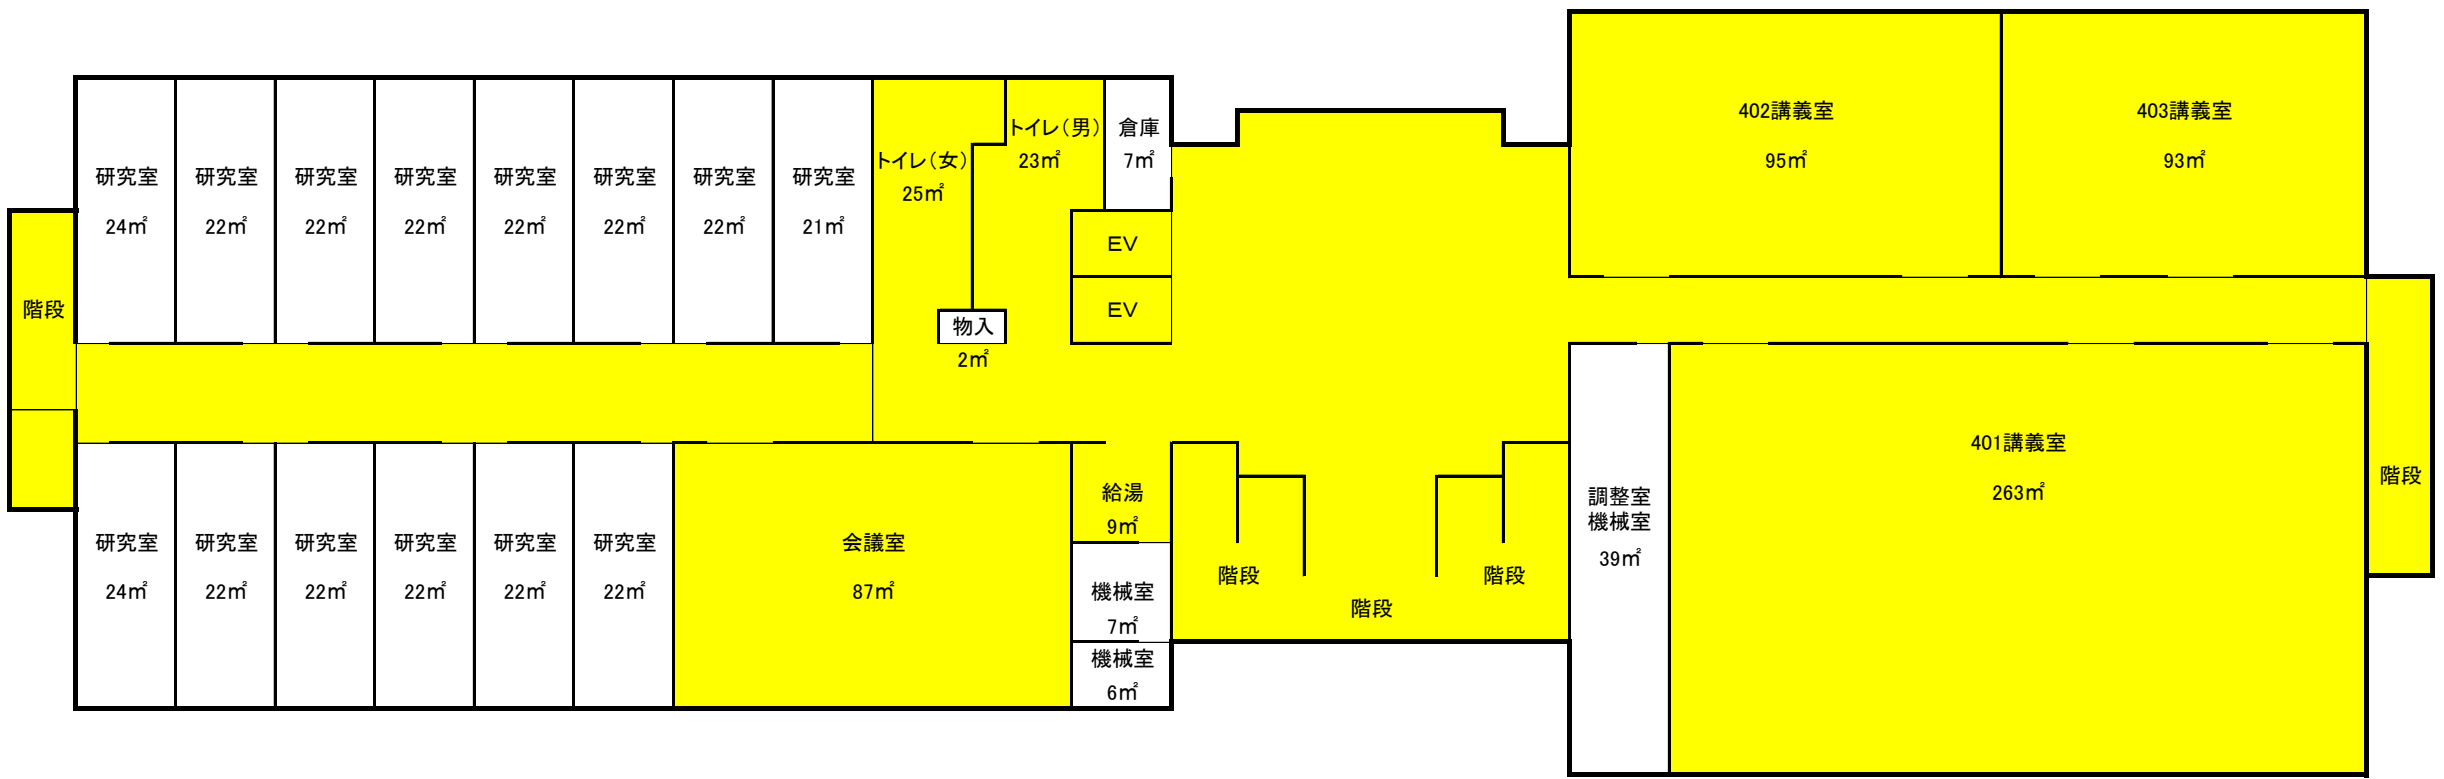 402講義室
95㎡
403講義室
93㎡
トイレ(男)
23㎡
倉庫
7㎡
トイレ(女)
25㎡
研究室
24㎡
研究室
22㎡
研究室
22㎡
研究室
22㎡
研究室
22㎡
研究室
22㎡
研究室
22㎡
研究室
21㎡
EV
EV
階段
物入
2㎡
401講義室
263㎡
階段
給湯
9㎡
調整室
機械室
39㎡
研究室
24㎡
研究室
22㎡
研究室
22㎡
研究室
22㎡
研究室
22㎡
研究室
22㎡
会議室
87㎡
機械室
7㎡
機械室
6㎡
階段
階段
階段